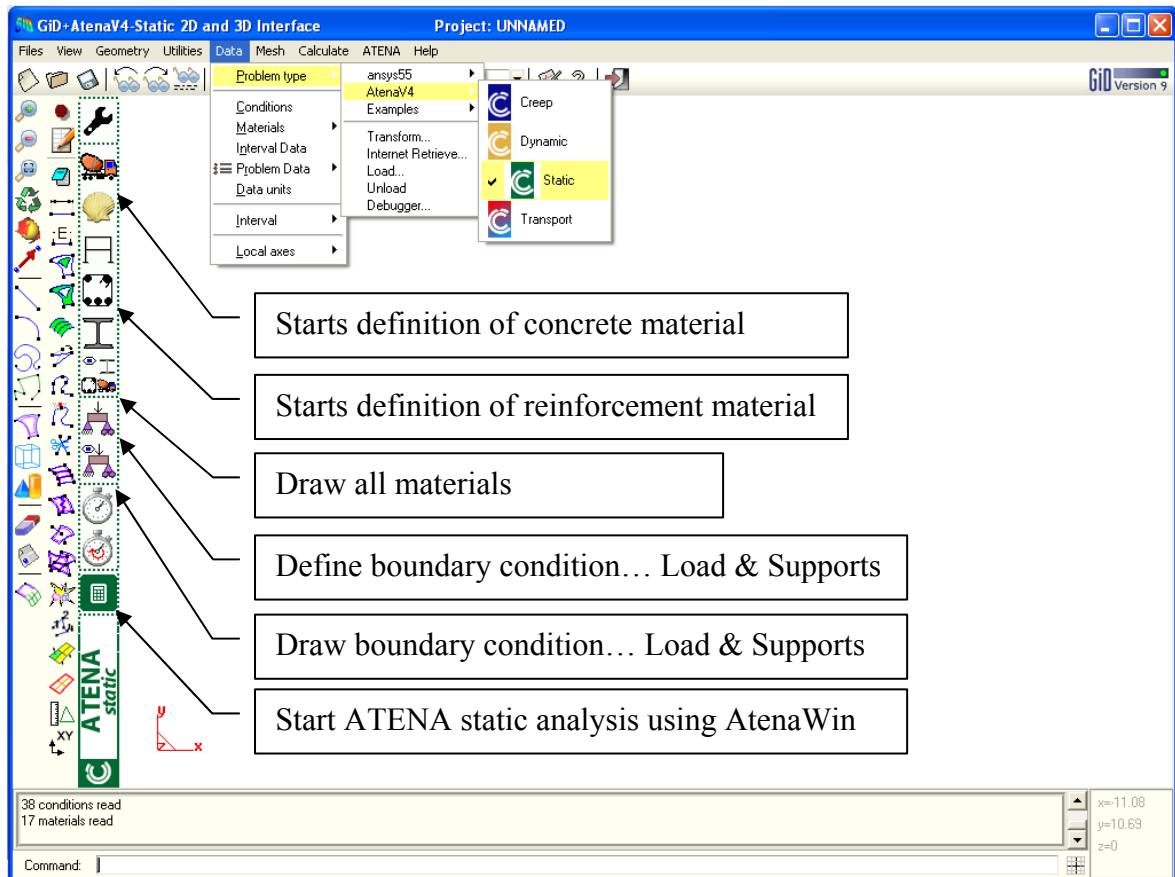 GiD+AtenaV4-Static 2D and 3D Interface Project: UNNAMED
Files View Geometry Utilities Data Mesh Calculate ATENA Help
GiD Version 9
Problem type
Conditions
Materials
Interval Data
Problem Data
Data units
Interval
Local axes
ansys55
AtenaV4
Examples
Transform...
Internet Retrieve...
Load...
Unload
Debugger...
Creep
Dynamic
Static
Transport
Starts definition of concrete material
Starts definition of reinforcement material
Draw all materials
Define boundary condition… Load & Supports
Draw boundary condition… Load & Supports
Start ATENA static analysis using AtenaWin
.E.
XY
ATENA
static
y
z x
38 conditions read
17 materials read
x=-11.08
y=10.69
z=0
Command: